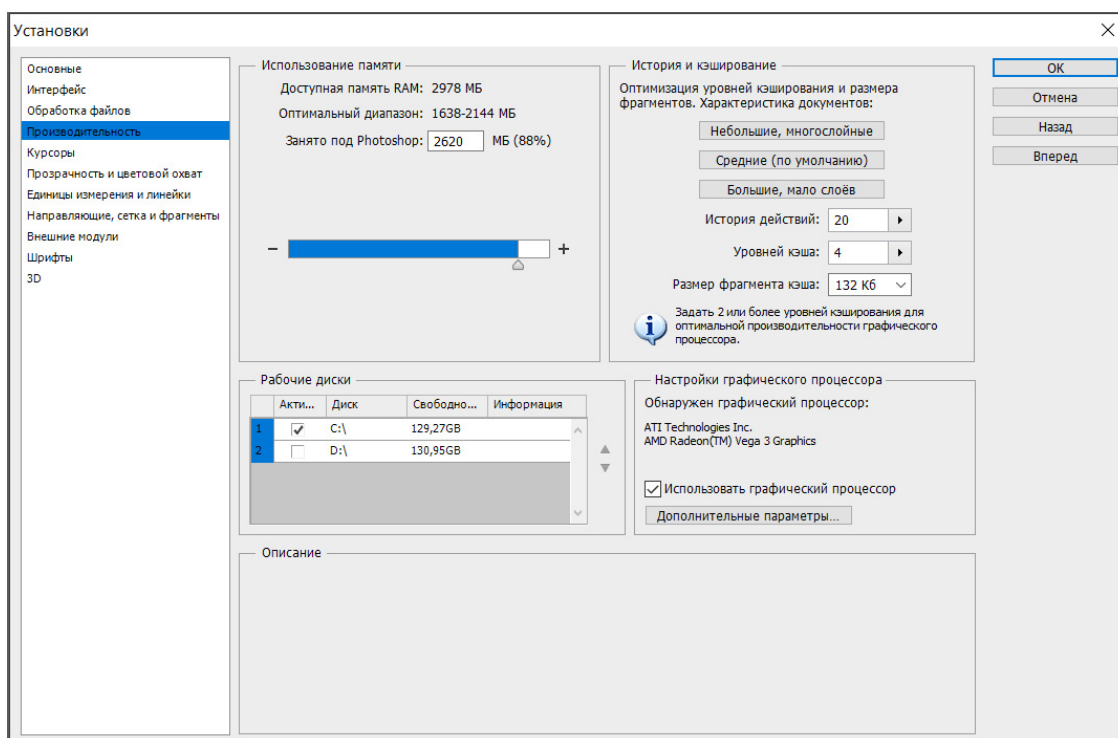 Установки
Основные
Интерфейс
Обработка файлов
Производительность
Курсоры
Прозрачность и цветовой охват
Единицы измерения и линейки
Направляющие, сетка и фрагменты
Внешние модули
Шрифты
3D
Использование памяти
Доступная память RAM: 2978 МБ
Оптимальный диапазон: 1638-2144 МБ
Занято под Photoshop: 2620 МБ (88%)
− +
История и кэширование
Оптимизация уровней кэширования и размера
фрагментов. Характеристика документов:
Небольшие, многослойные
Средние (по умолчанию)
Большие, мало слоёв
История действий: 20
Уровней кэша: 4
Размер фрагмента кэша: 132 Кб
Задать 2 или более уровней кэширования для
оптимальной производительности графического
процессора.
OK
Отмена
Назад
Вперед
Рабочие диски
Акти... Диск Свободно... Информация
1 C:\ 129,27GB
2 D:\ 130,95GB
Настройки графического процессора
Обнаружен графический процессор:
ATI Technologies Inc.
AMD Radeon(TM) Vega 3 Graphics
Использовать графический процессор
Дополнительные параметры...
Описание